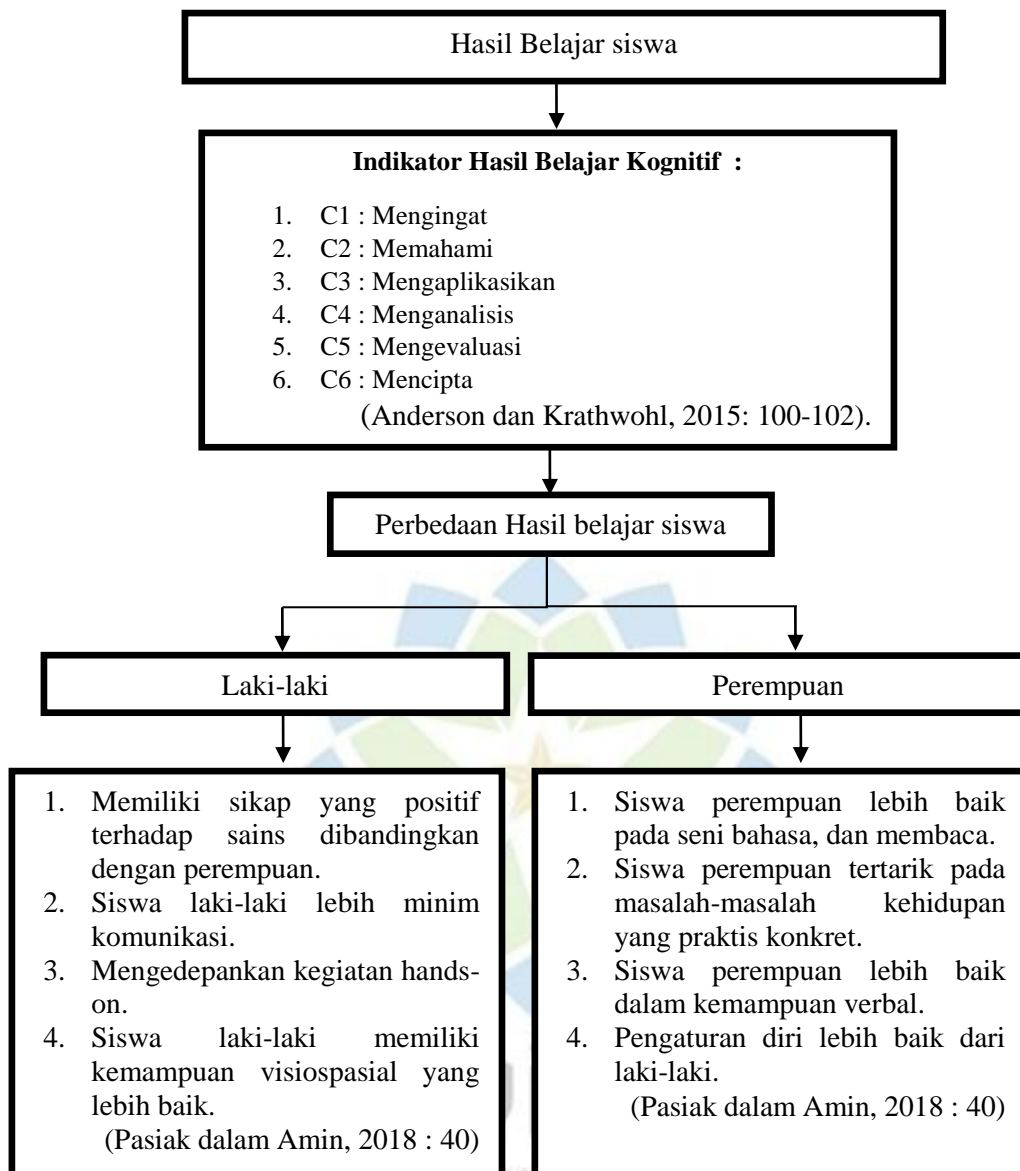 Hasil Belajar siswa
Indikator Hasil Belajar Kognitif :
1. C1 : Mengingat
2. C2 : Memahami
3. C3 : Mengaplikasikan
4. C4 : Menganalisis
5. C5 : Mengevaluasi
6. C6 : Mencipta
(Anderson dan Krathwohl, 2015: 100-102).
Perbedaan Hasil belajar siswa
Laki-laki
1. Memiliki sikap yang positif
terhadap sains dibandingkan
dengan perempuan.
2. Siswa laki-laki lebih minim
komunikasi.
3. Mengedepankan kegiatan hands-
on.
4. Siswa laki-laki memiliki
kemampuan visiospasial yang
lebih baik.
(Pasiak dalam Amin, 2018 : 40)
Perempuan
1. Siswa perempuan lebih baik
pada seni bahasa, dan membaca.
2. Siswa perempuan tertarik pada
masalah-masalah kehidupan
yang praktis konkret.
3. Siswa perempuan lebih baik
dalam kemampuan verbal.
4. Pengaturan diri lebih baik dari
laki-laki.
(Pasiak dalam Amin, 2018 : 40)